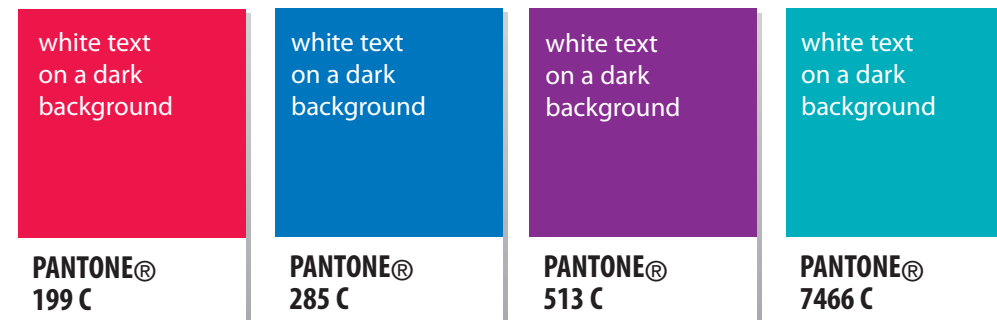 white text
on a dark
background
PANTONE®
199 C
white text
on a dark
background
PANTONE®
285 C
white text
on a dark
background
PANTONE®
513 C
white text
on a dark
background
PANTONE®
7466 C